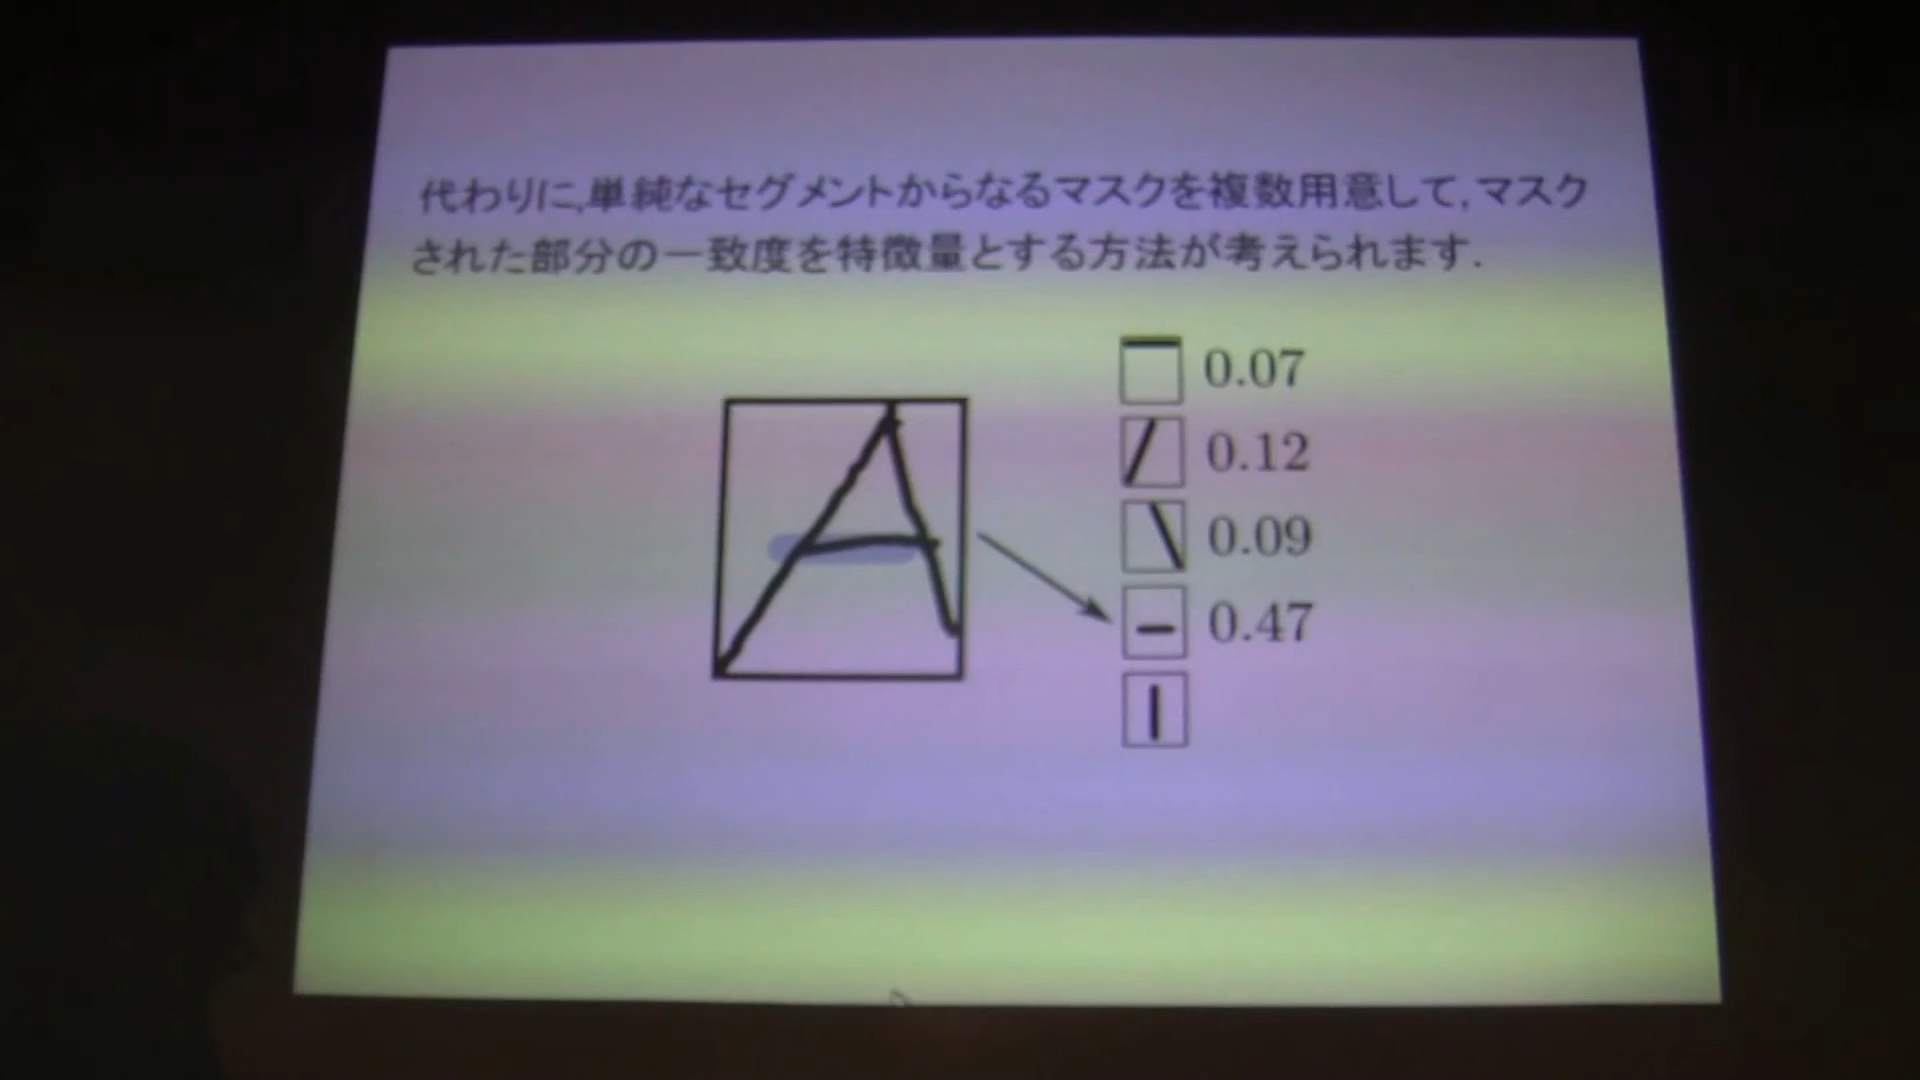 代わりに,単純なセグメントからなるマスクを複数用意して,マスク
された部分の一致度を特徴量とする方法が考えられます.
0.07
0.12
0.09
0.47